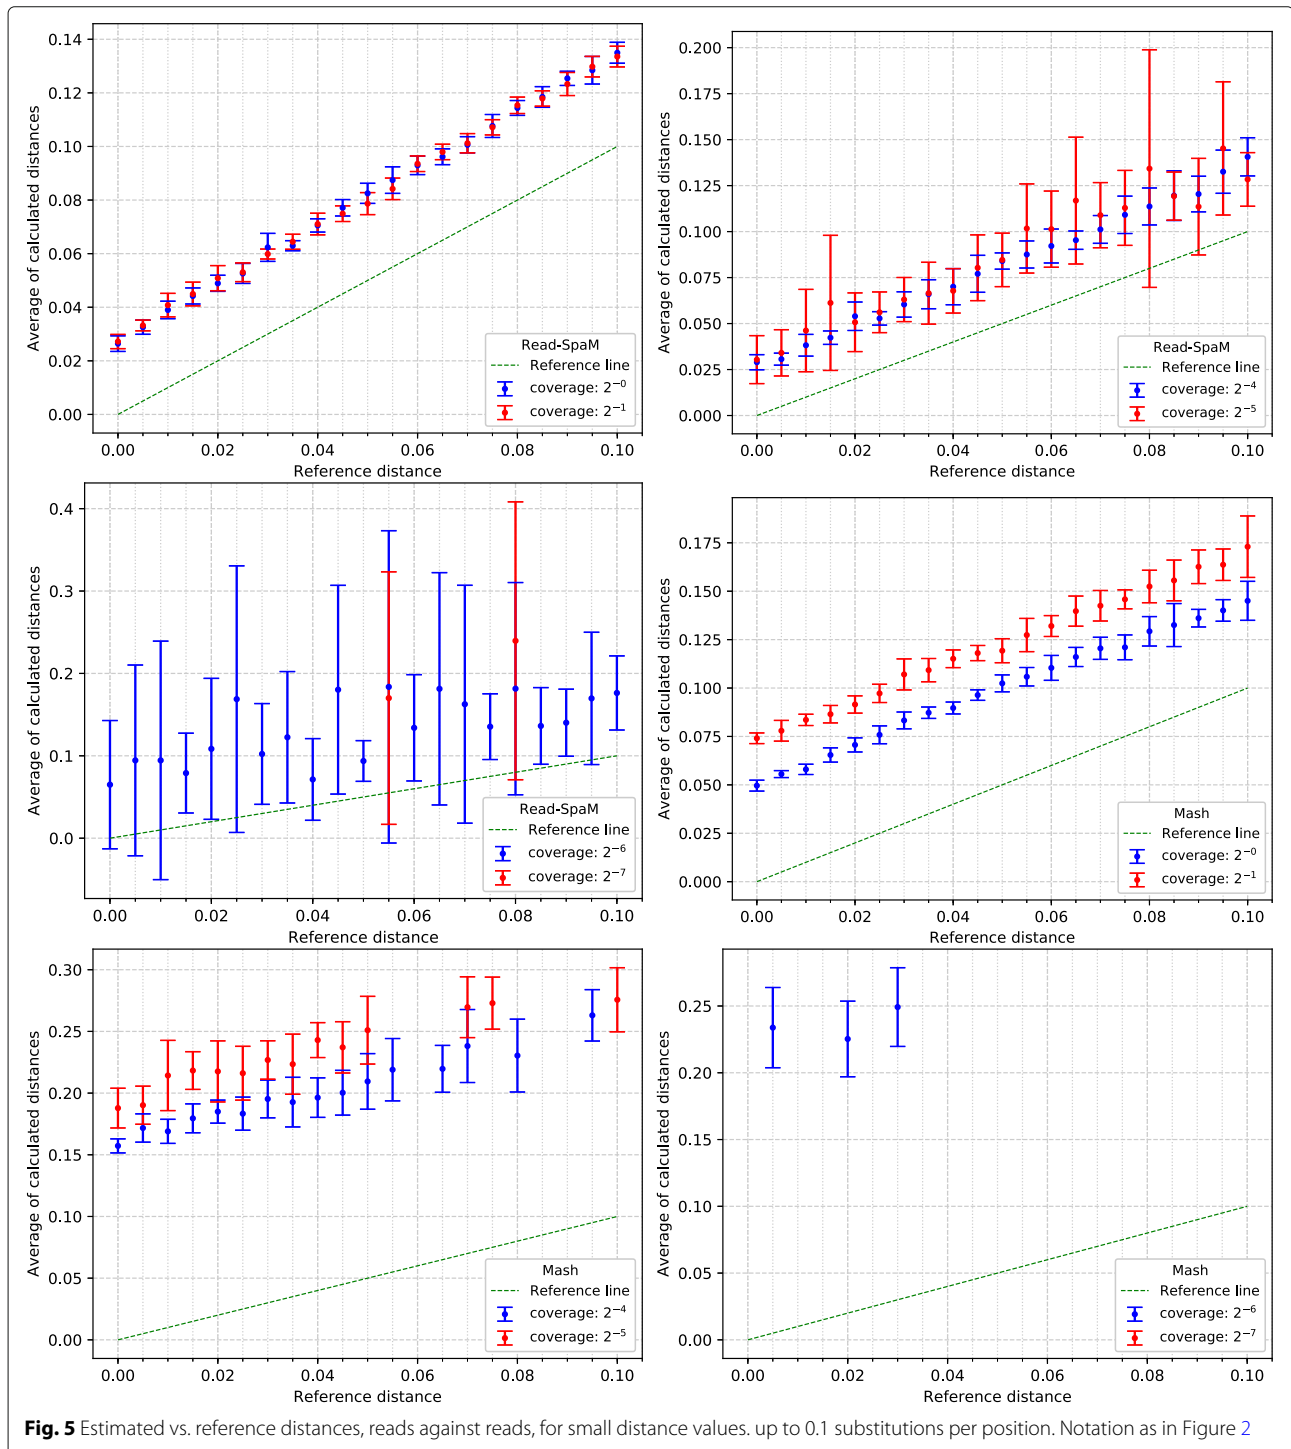 0.14
0.12
0.10
0.08
0.06
0.04
0.02
0.00
Average of calculated distances
0.00 0.02 0.04 0.06 0.08 0.10
Reference distance
Read-SpaM
Reference line
coverage: 2⁻⁰
coverage: 2⁻¹
0.200
0.175
0.150
0.125
0.100
0.075
0.050
0.025
0.000
Average of calculated distances
0.00 0.02 0.04 0.06 0.08 0.10
Reference distance
Read-SpaM
Reference line
coverage: 2⁻⁴
coverage: 2⁻⁵
0.4
0.3
0.2
0.1
0.0
Average of calculated distances
0.00 0.02 0.04 0.06 0.08 0.10
Reference distance
Read-SpaM
Reference line
coverage: 2⁻⁶
coverage: 2⁻⁷
0.175
0.150
0.125
0.100
0.075
0.050
0.025
0.000
Average of calculated distances
0.00 0.02 0.04 0.06 0.08 0.10
Reference distance
Mash
Reference line
coverage: 2⁻⁰
coverage: 2⁻¹
0.30
0.25
0.20
0.15
0.10
0.05
0.00
Average of calculated distances
0.00 0.02 0.04 0.06 0.08 0.10
Reference distance
Mash
Reference line
coverage: 2⁻⁴
coverage: 2⁻⁵
0.25
0.20
0.15
0.10
0.05
0.00
Average of calculated distances
0.00 0.02 0.04 0.06 0.08 0.10
Reference distance
Mash
Reference line
coverage: 2⁻⁶
coverage: 2⁻⁷
Fig. 5 Estimated vs. reference distances, reads against reads, for small distance values. up to 0.1 substitutions per position. Notation as in Figure 2